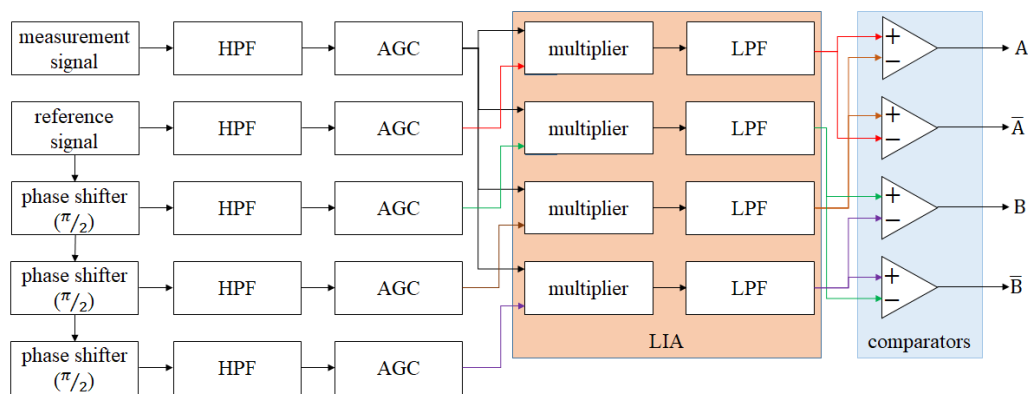 measurement
signal
HPF
AGC
multiplier
LPF
+
−
A
reference
signal
HPF
AGC
multiplier
LPF
+
−
A̅
phase shifter
(π/2)
HPF
AGC
multiplier
LPF
+
−
B
phase shifter
(π/2)
HPF
AGC
multiplier
LPF
+
−
B̅
LIA
comparators
phase shifter
(π/2)
HPF
AGC